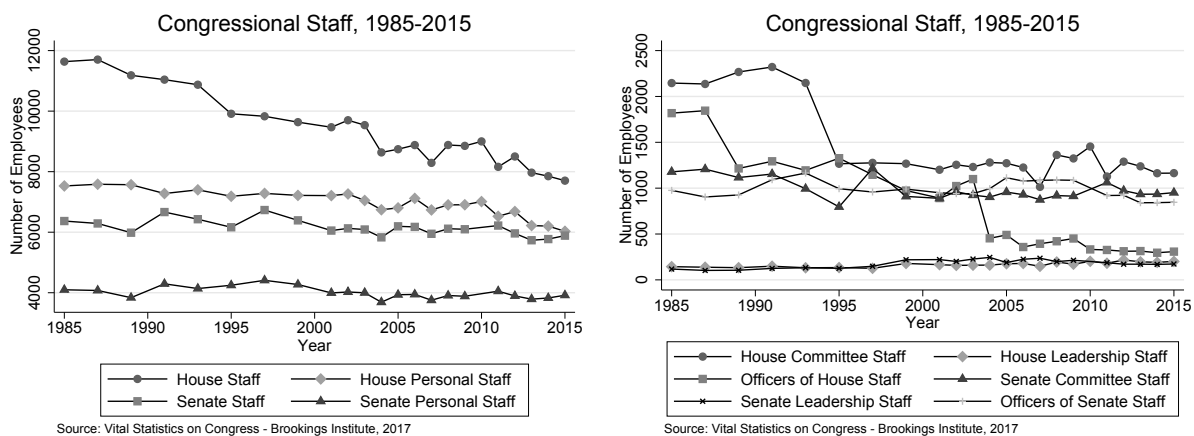 Congressional Staff, 1985-2015
Number of Employees
12000
10000
8000
6000
4000
1985 1990 1995 2000 2005 2010 2015
Year
House Staff House Personal Staff
Senate Staff Senate Personal Staff
Source: Vital Statistics on Congress - Brookings Institute, 2017
Congressional Staff, 1985-2015
Number of Employees
2500
2000
1500
1000
500
0
1985 1990 1995 2000 2005 2010 2015
Year
House Committee Staff House Leadership Staff
Officers of House Staff Senate Committee Staff
Senate Leadership Staff Officers of Senate Staff
Source: Vital Statistics on Congress - Brookings Institute, 2017